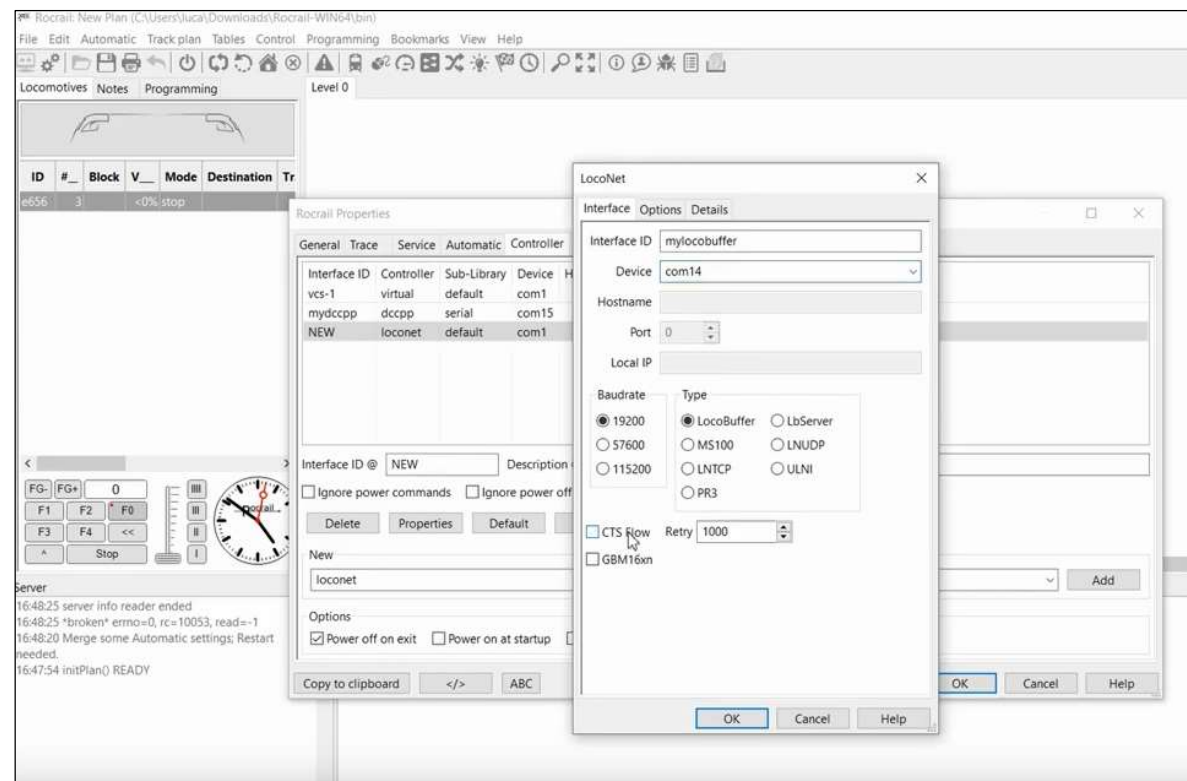 Rocrail: New Plan (C:\Users\luca\Downloads\Rocrail-WIN64\bin)
File Edit Automatic Track plan Tables Control Programming Bookmarks View Help
Locomotives Notes Programming
Level 0
ID #__ Block V___ Mode Destination Tr
e656 3 <0% stop
FG- FG+ 0
F1 F2 F0
F3 F4 <<
^ Stop
IIII
III
II
I
rocrail
Server
16:48:25 server info reader ended
16:48:25 *broken* errno=0, rc=10053, read=-1
16:48:20 Merge some Automatic settings; Restart
needed.
16:47:54 initPlan() READY
Rocrail Properties
General Trace Service Automatic Controller
Interface ID Controller Sub-Library Device H
vcs-1 virtual default com1
mydccpp dccpp serial com15
NEW loconet default com1
Interface ID @ NEW Description
Ignore power commands Ignore power off
Delete Properties Default
New
loconet Add
Options
Power off on exit Power on at startup
Copy to clipboard </> ABC OK Cancel Help
LocoNet
Interface Options Details
Interface ID mylocobuffer
Device com14
Hostname
Port 0
Local IP
Baudrate
19200
57600
115200
Type
LocoBuffer LbServer
MS100 LNUDP
LNTCP ULNI
PR3
CTS Flow Retry 1000
GBM16xn
OK Cancel Help